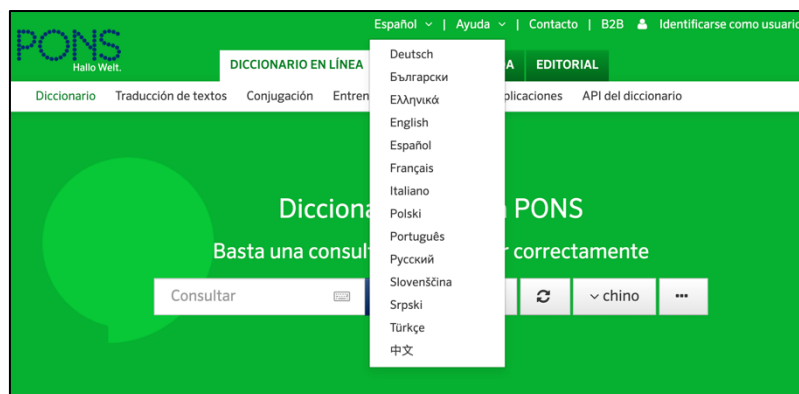 Español | Ayuda | Contacto | B2B Identificarse como usuario
PONS
Hallo Welt.
DICCIONARIO EN LÍNEA A EDITORIAL
Diccionario Traducción de textos Conjugación Entren plicaciones API del diccionario
Deutsch
Български
Ελληνικά
English
Español
Français
Italiano
Polski
Português
Русский
Slovenščina
Srpski
Türkçe
中文
Dicciona PONS
Basta una consul r correctamente
Consultar chino